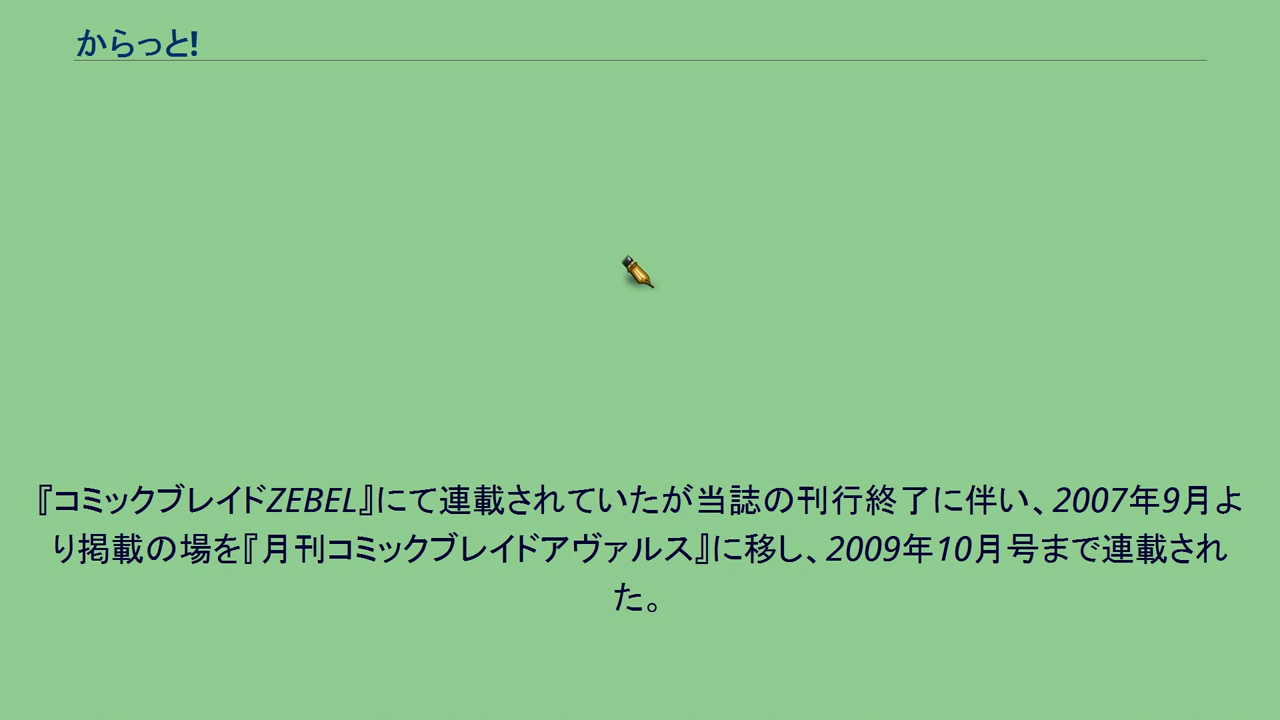 からっと!
『コミックブレイドZEBEL』にて連載されていたが当誌の刊行終了に伴い、2007年9月よ
り掲載の場を『月刊コミックブレイドアヴァルス』に移し、2009年10月号まで連載され
た。